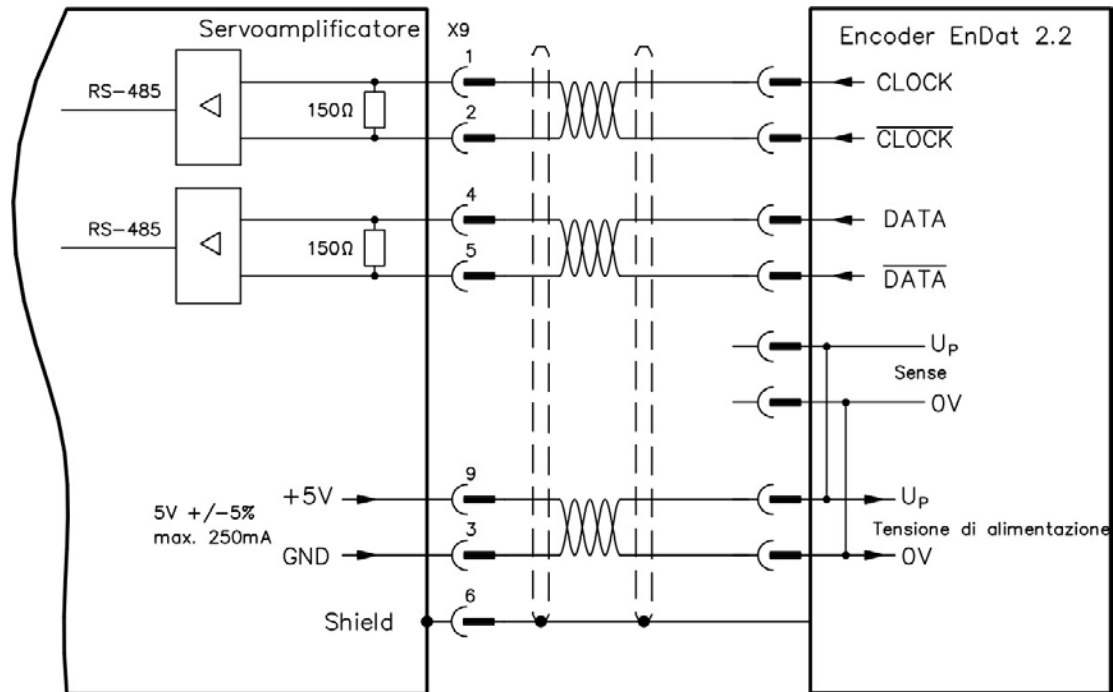 Servoamplificatore
X9
Encoder EnDat 2.2
RS-485
150Ω
1
2
CLOCK
CLOCK
RS-485
150Ω
4
5
DATA
DATA
UP
Sense
0V
5V +/-5%
max. 250mA
+5V
9
UP
Tensione di alimentazione
GND
3
0V
Shield
6